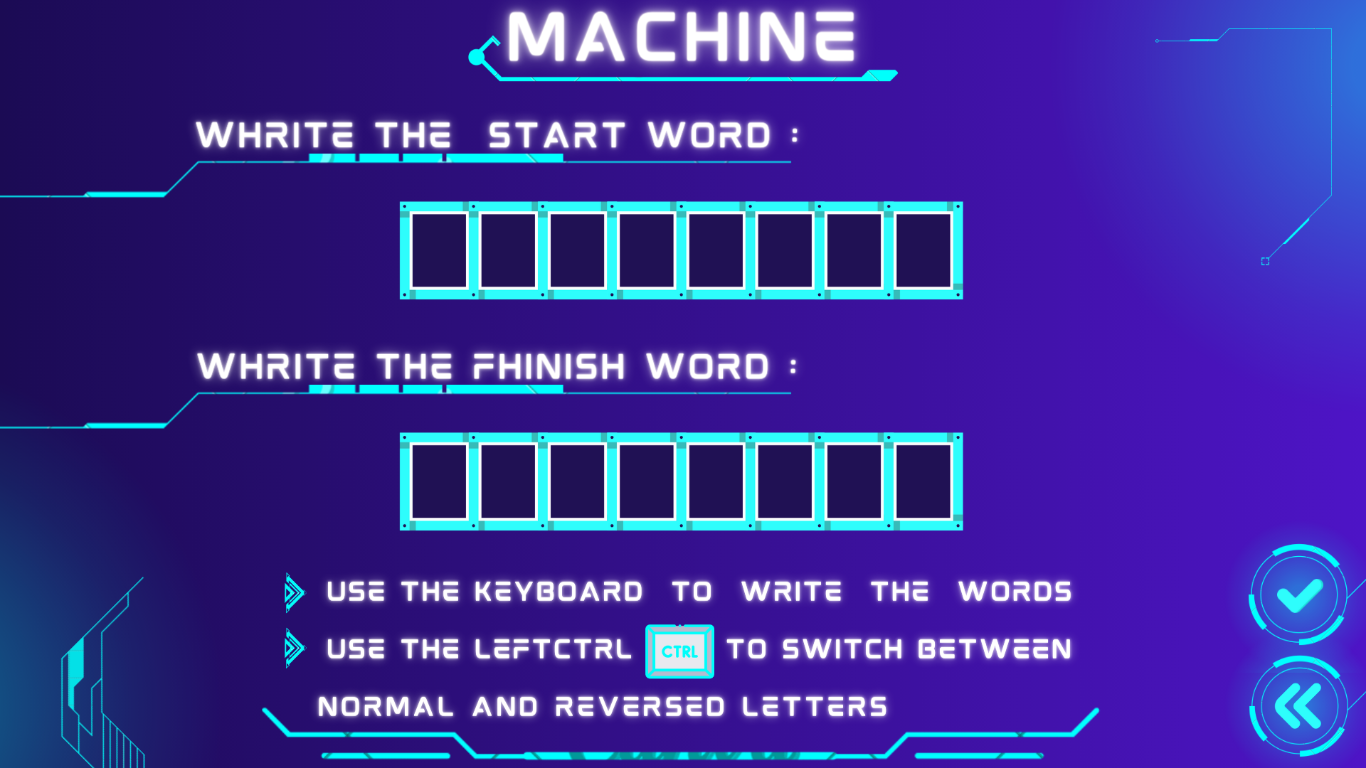 MACHINE
WHRITE THE START WORD :
WHRITE THE FHINISH WORD :
USE THE KEYBOARD TO WRITE THE WORDS
USE THE LEFTCTRL CTRL TO SWITCH BETWEEN
NORMAL AND REVERSED LETTERS